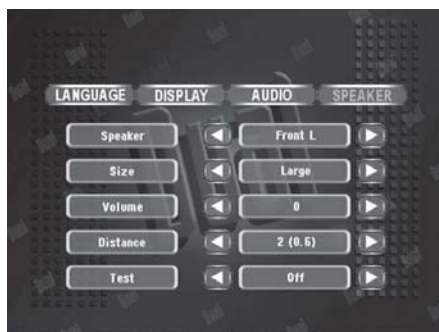 LANGUAGE DISPLAY AUDIO SPEAKER
Speaker Front L
Size Large
Volume 0
Distance 2 (0.6)
Test Off